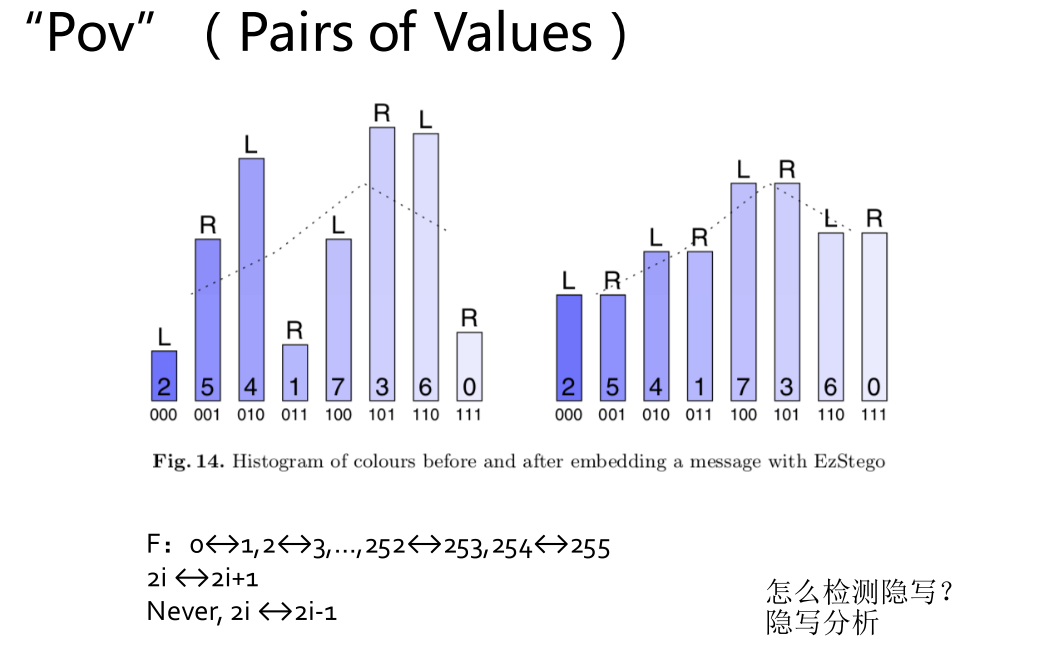 “Pov” (Pairs of Values)
R L
L
L R
R L
L R
L R
L R
R
L
R
2 5 4 1 7 3 6 0 2 5 4 1 7 3 6 0
000 001 010 011 100 101 110 111 000 001 010 011 100 101 110 111
Fig. 14. Histogram of colours before and after embedding a message with EzStego
F：0↔1,2↔3,…,252↔253,254↔255
2i ↔2i+1
Never, 2i ↔2i-1
怎么检测隐写？
隐写分析